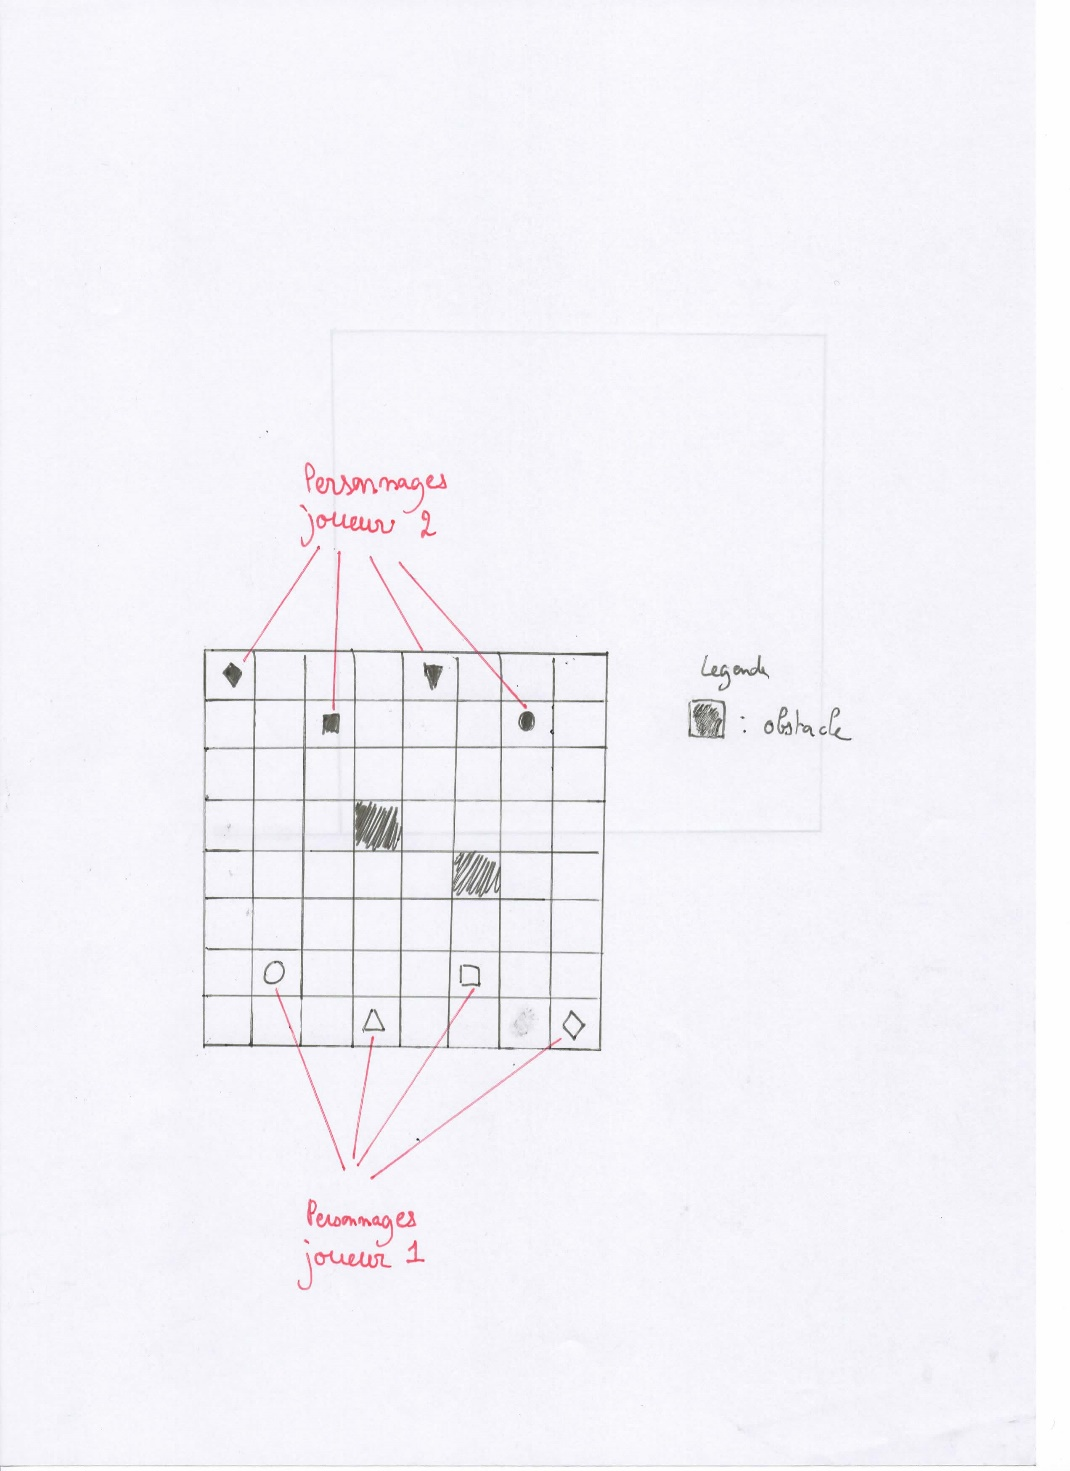 Personnages
joueur 2
Legende
: obstacle
Personnages
joueur 1